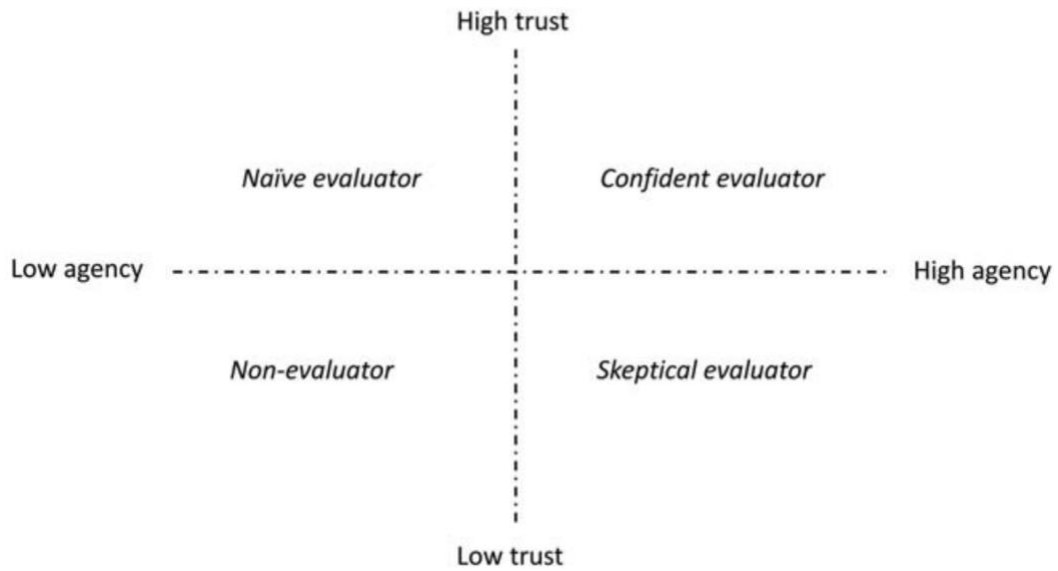 High trust
Naïve evaluator
Confident evaluator
Low agency
High agency
Non-evaluator
Skeptical evaluator
Low trust